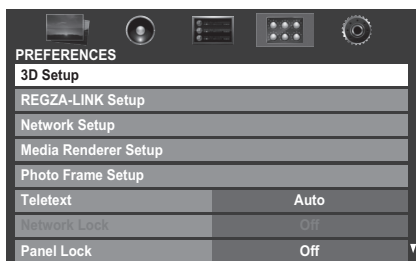 PREFERENCES
3D Setup
REGZA-LINK Setup
Network Setup
Media Renderer Setup
Photo Frame Setup
Teletext Auto
Network Lock Off
Panel Lock Off